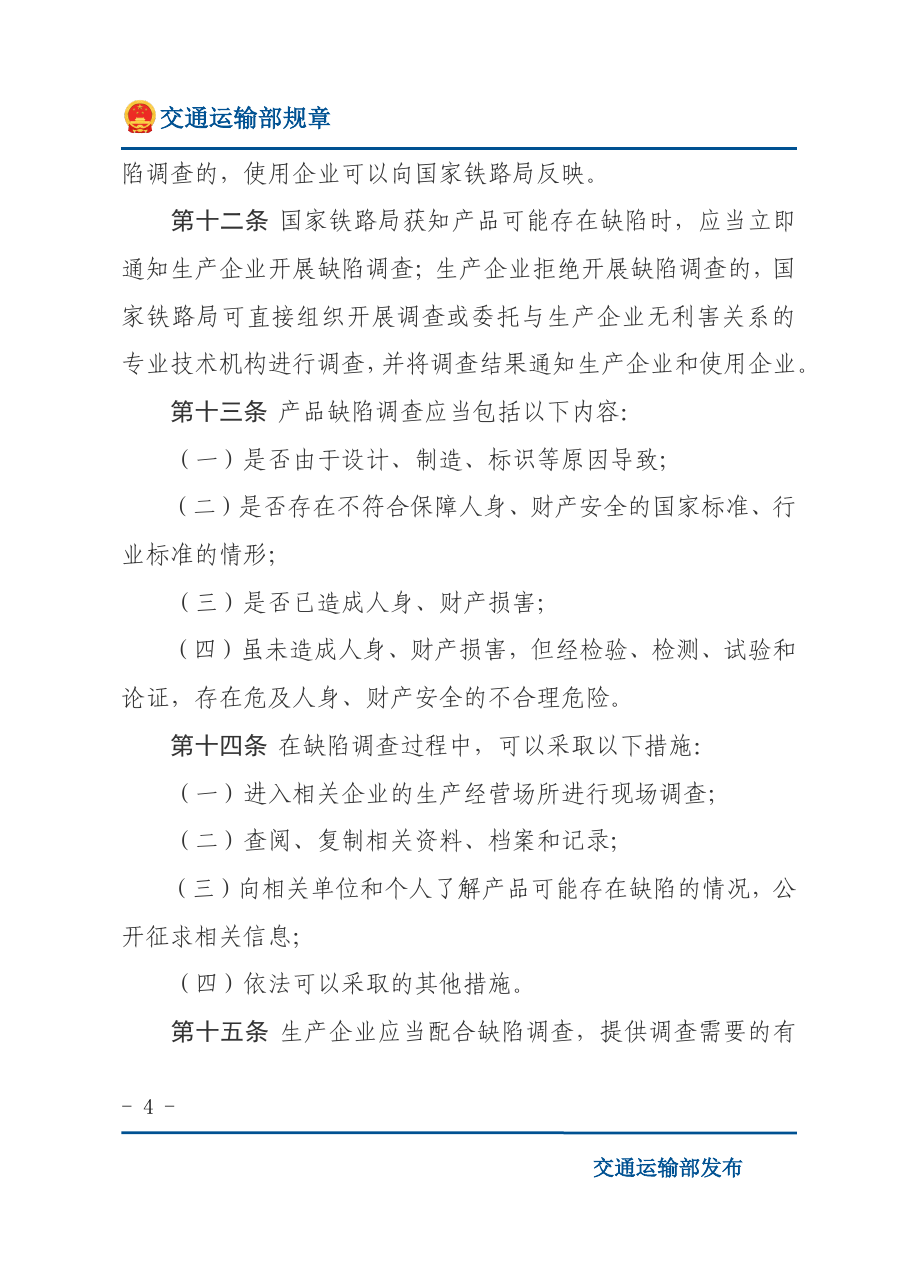 交通运输部规章
陷调查的，使用企业可以向国家铁路局反映。
第十二条 国家铁路局获知产品可能存在缺陷时，应当立即
通知生产企业开展缺陷调查；生产企业拒绝开展缺陷调查的，国
家铁路局可直接组织开展调查或委托与生产企业无利害关系的
专业技术机构进行调查，并将调查结果通知生产企业和使用企业。
第十三条 产品缺陷调查应当包括以下内容：
（一）是否由于设计、制造、标识等原因导致；
（二）是否存在不符合保障人身、财产安全的国家标准、行
业标准的情形；
（三）是否已造成人身、财产损害；
（四）虽未造成人身、财产损害，但经检验、检测、试验和
论证，存在危及人身、财产安全的不合理危险。
第十四条 在缺陷调查过程中，可以采取以下措施：
（一）进入相关企业的生产经营场所进行现场调查；
（二）查阅、复制相关资料、档案和记录；
（三）向相关单位和个人了解产品可能存在缺陷的情况，公
开征求相关信息；
（四）依法可以采取的其他措施。
第十五条 生产企业应当配合缺陷调查，提供调查需要的有
- 4 -
交通运输部发布